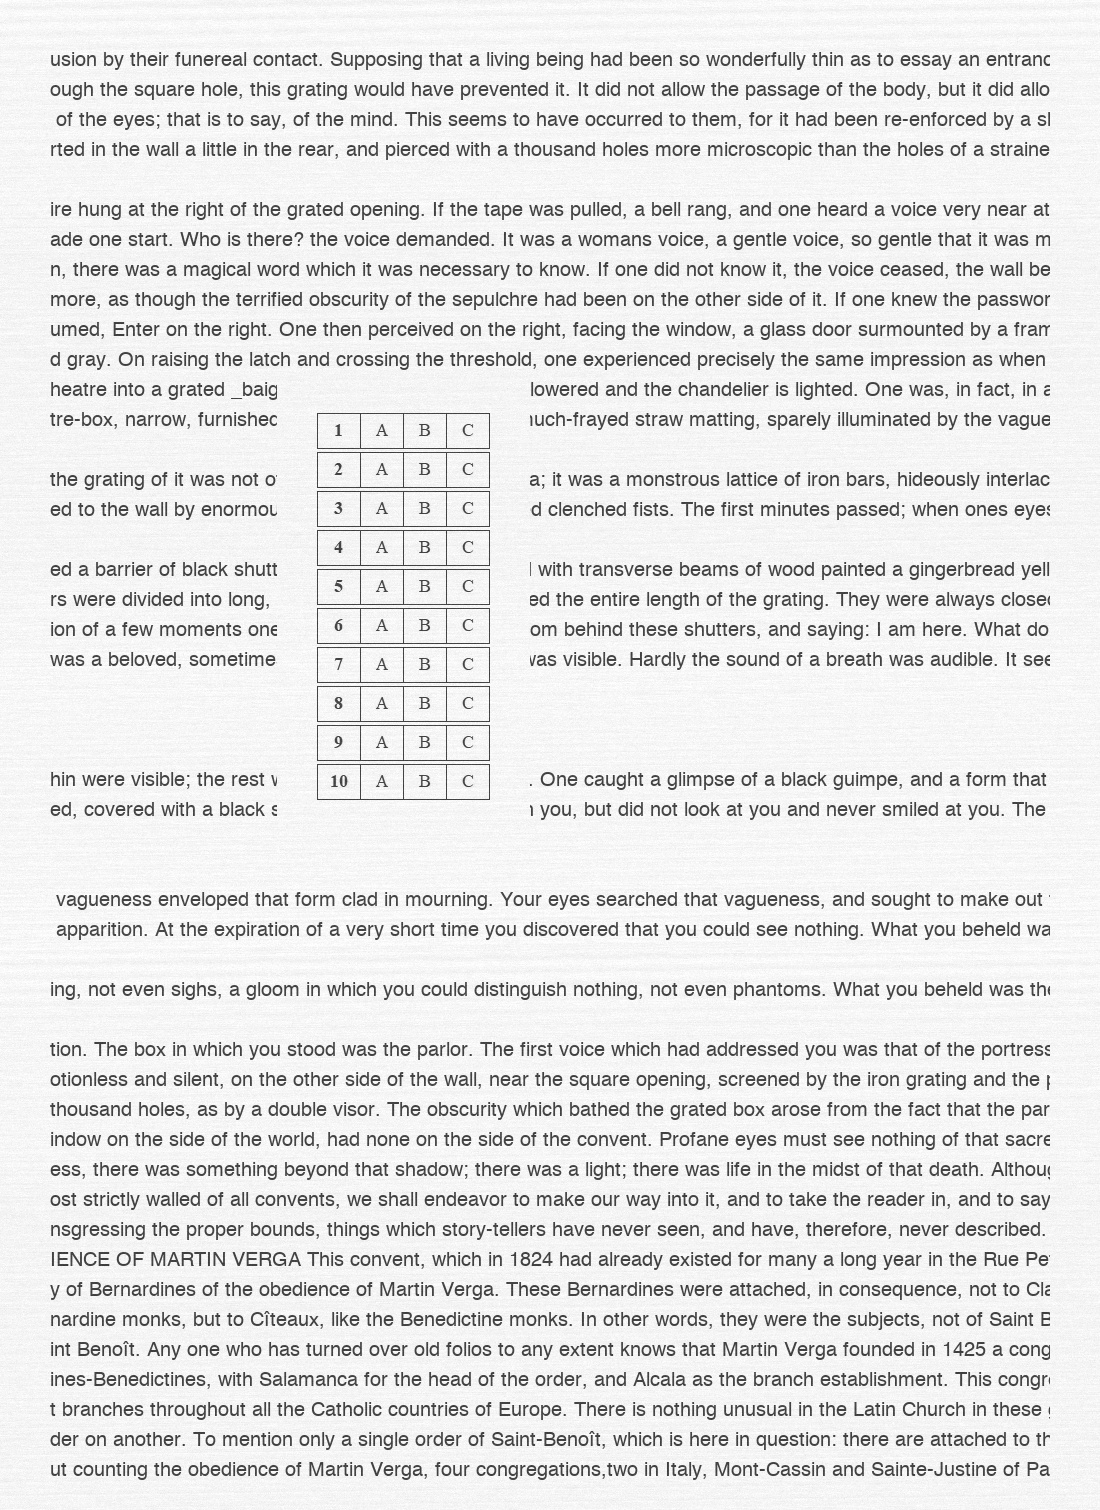 usion by their funereal contact. Supposing that a living being had been so wonderfully thin as to essay an entranc
ough the square hole, this grating would have prevented it. It did not allow the passage of the body, but it did allo
of the eyes; that is to say, of the mind. This seems to have occurred to them, for it had been re-enforced by a
rted in the wall a little in the rear, and pierced with a thousand holes more microscopic than the holes of a straine
ire hung at the right of the grated opening. If the tape was pulled, a bell rang, and one heard a voice very near at
ade one start. Who is there? the voice demanded. It was a womans voice, a gentle voice, so gentle that it was m
n, there was a magical word which it was necessary to know. If one did not know it, the voice ceased, the wall be
more, as though the terrified obscurity of the sepulchre had been on the other side of it. If one knew the passwor
umed, Enter on the right. One then perceived on the right, facing the window, a glass door surmounted by a fram
d gray. On raising the latch and crossing the threshold, one experienced precisely the same impression as when
heatre into a grated _baig lowered and the chandelier is lighted. One was, in fact, in a
tre-box, narrow, furnished uch-frayed straw matting, sparely illuminated by the vague
the grating of it was not o a; it was a monstrous lattice of iron bars, hideously interlac
ed to the wall by enormou d clenched fists. The first minutes passed; when ones eyes
ed a barrier of black shutt with transverse beams of wood painted a gingerbread yell
rs were divided into long, ed the entire length of the grating. They were always closed
ion of a few moments one om behind these shutters, and saying: I am here. What do
was a beloved, sometime was visible. Hardly the sound of a breath was audible. It see
hin were visible; the rest . One caught a glimpse of a black guimpe, and a form that
ed, covered with a black you, but did not look at you and never smiled at you. The
1 A B C
2 A B C
3 A B C
4 A B C
5 A B C
6 A B C
7 A B C
8 A B C
9 A B C
10 A B C
vagueness enveloped that form clad in mourning. Your eyes searched that vagueness, and sought to make out
apparition. At the expiration of a very short time you discovered that you could see nothing. What you beheld wa
ing, not even sighs, a gloom in which you could distinguish nothing, not even phantoms. What you beheld was the
tion. The box in which you stood was the parlor. The first voice which had addressed you was that of the portress
otionless and silent, on the other side of the wall, near the square opening, screened by the iron grating and the
thousand holes, as by a double visor. The obscurity which bathed the grated box arose from the fact that the par
indow on the side of the world, had none on the side of the convent. Profane eyes must see nothing of that sacre
ess, there was something beyond that shadow; there was a light; there was life in the midst of that death. Althoug
ost strictly walled of all convents, we shall endeavor to make our way into it, and to take the reader in, and to say
nsgressing the proper bounds, things which story-tellers have never seen, and have, therefore, never described.
IENCE OF MARTIN VERGA This convent, which in 1824 had already existed for many a long year in the Rue Pe
y of Bernardines of the obedience of Martin Verga. These Bernardines were attached, in consequence, not to Cla
nardine monks, but to Cîteaux, like the Benedictine monks. In other words, they were the subjects, not of Saint B
int Benoît. Any one who has turned over old folios to any extent knows that Martin Verga founded in 1425 a cong
ines-Benedictines, with Salamanca for the head of the order, and Alcala as the branch establishment. This congr
t branches throughout all the Catholic countries of Europe. There is nothing unusual in the Latin Church in these
der on another. To mention only a single order of Saint-Benoît, which is here in question: there are attached to th
ut counting the obedience of Martin Verga, four congregations,two in Italy, Mont-Cassin and Sainte-Justine of Pa